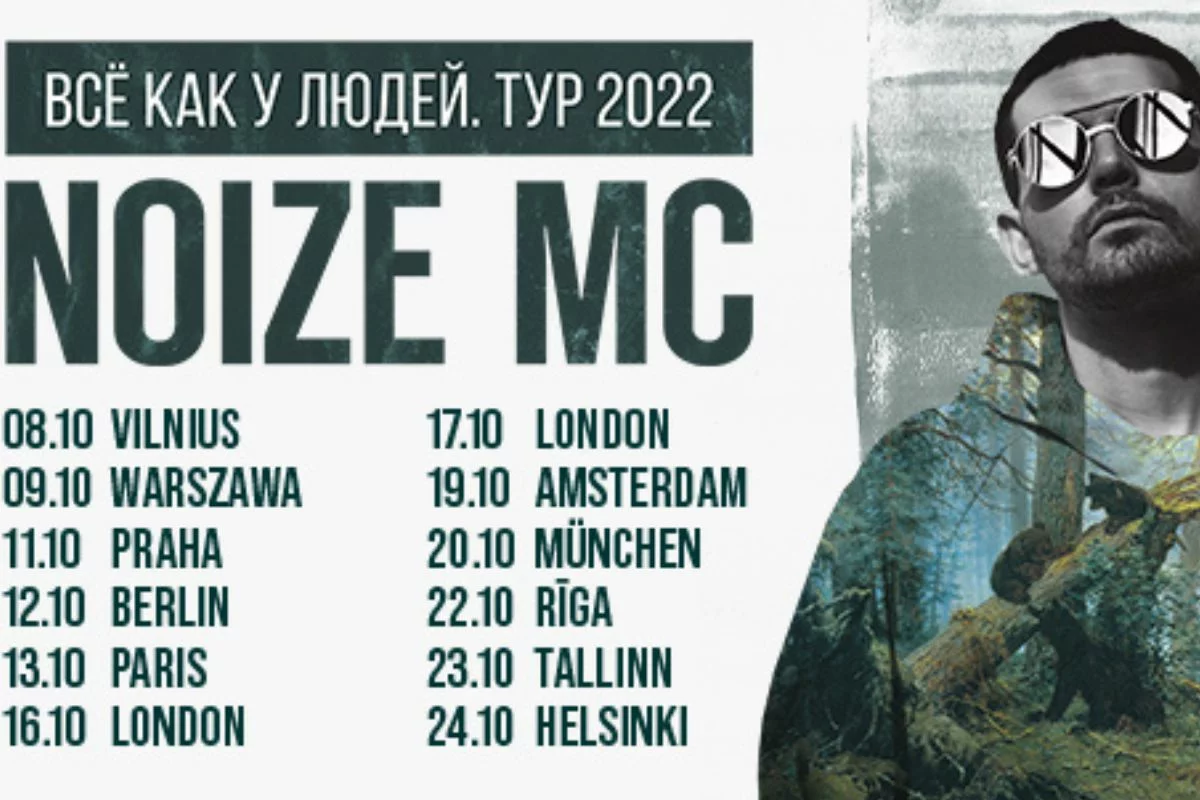 ВСЁ КАК У ЛЮДЕЙ. ТУР 2022
NOIZE MC
08.10 VILNIUS
09.10 WARSZAWA
11.10 PRAHA
12.10 BERLIN
13.10 PARIS
16.10 LONDON
17.10 LONDON
19.10 AMSTERDAM
20.10 MÜNCHEN
22.10 RĪGA
23.10 TALLINN
24.10 HELSINKI